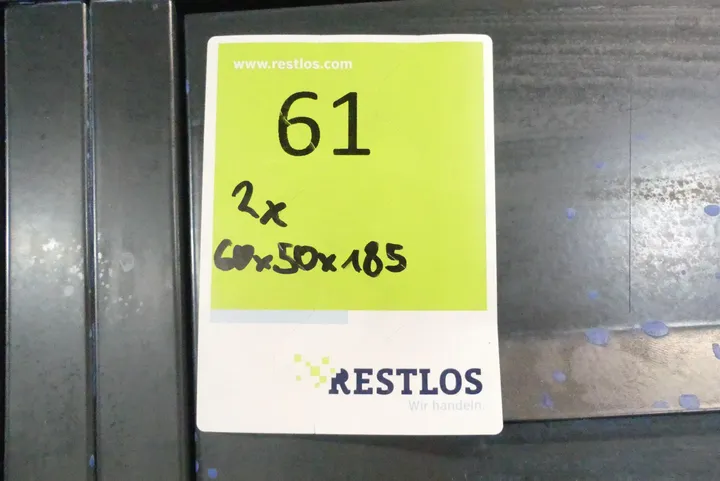 www.restlos.com
61
2x
60x50x185
RESTLOS
Wir handeln